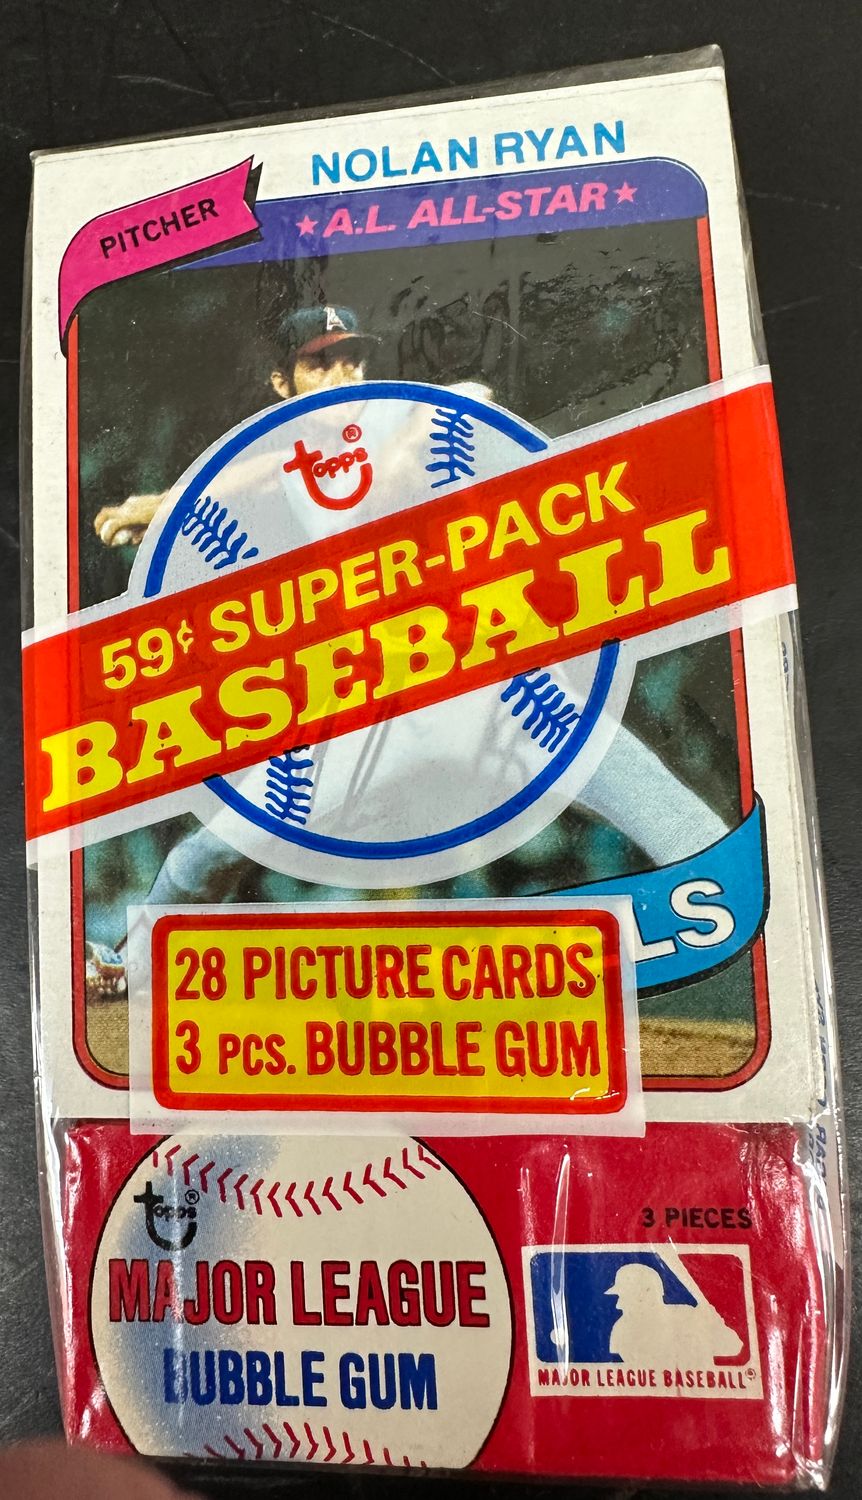 NOLAN RYAN
PITCHER
★A.L. ALL-STAR★
topps®
59¢ SUPER-PACK
BASEBALL
LS
28 PICTURE CARDS
3 PCS. BUBBLE GUM
topps®
3 PIECES
MAJOR LEAGUE
BUBBLE GUM
MAJOR LEAGUE BASEBALL®